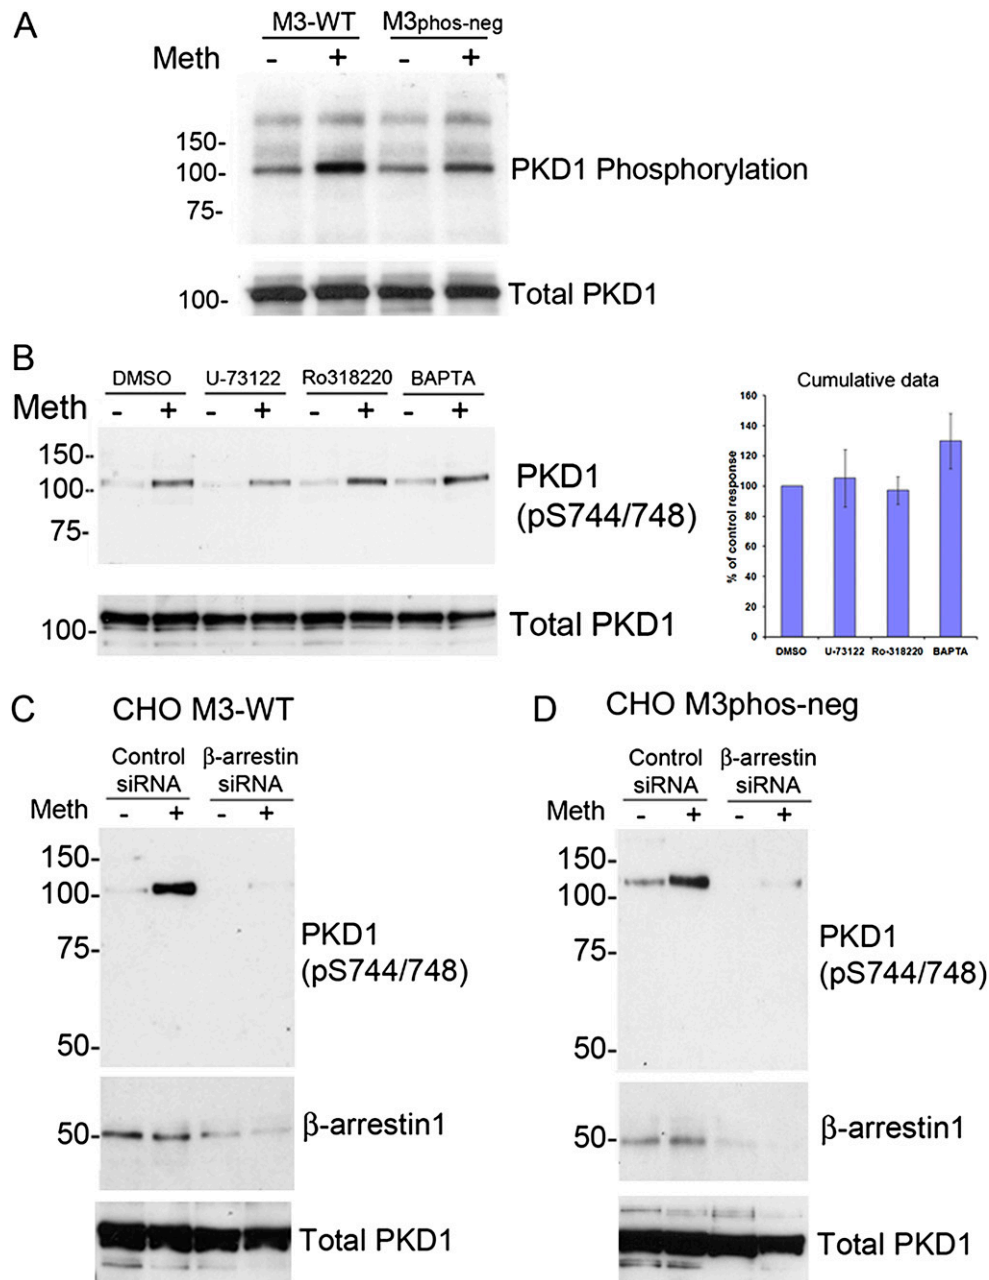 A
M3-WT M3phos-neg
Meth - + - +
150-
100-
75-
PKD1 Phosphorylation
100-
Total PKD1
B
DMSO U-73122 Ro318220 BAPTA
Meth - + - + - + - +
150-
100-
75-
PKD1
(pS744/748)
100-
Total PKD1
Cumulative data
% of control response
160
140
120
100
80
60
40
20
0
DMSO U-73122 Ro-318220 BAPTA
C CHO M3-WT
Control β-arrestin
siRNA siRNA
Meth - + - +
150-
100-
75-
50-
PKD1
(pS744/748)
50-
β-arrestin1
Total PKD1
D CHO M3phos-neg
Control β-arrestin
siRNA siRNA
Meth - + - +
150-
100-
75-
50-
PKD1
(pS744/748)
50-
β-arrestin1
Total PKD1